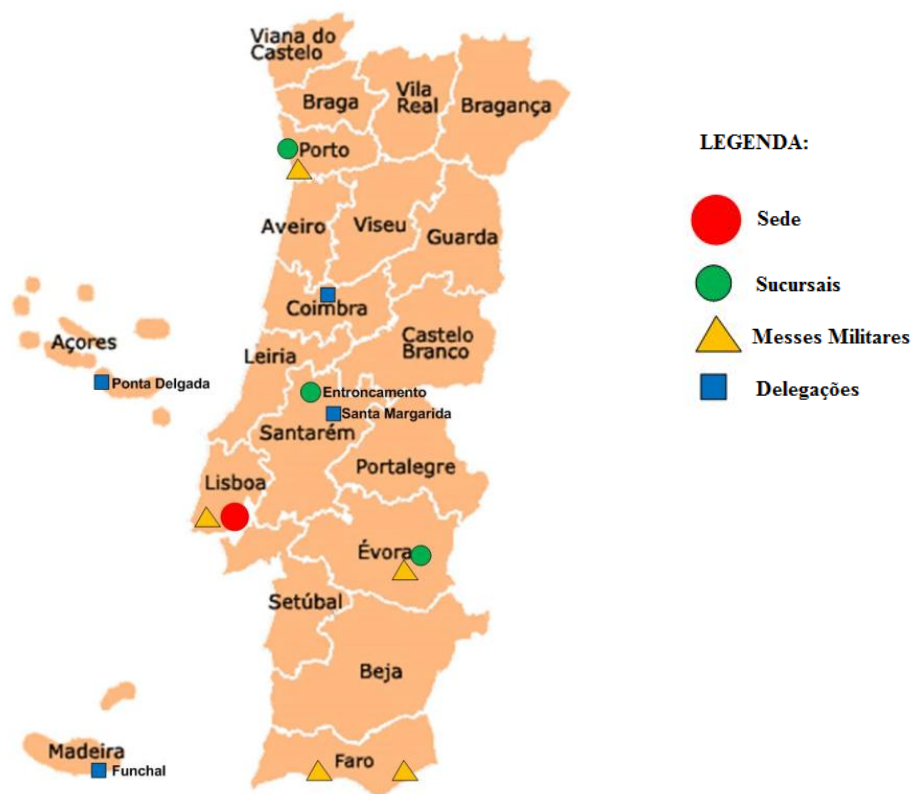 Viana do
Castelo
Braga
Vila
Real
Bragança
Porto
Aveiro
Viseu
Guarda
Coimbra
Castelo
Branco
Leiria
Açores
Ponta Delgada
Entroncamento
Santa Margarida
Santarém
Portalegre
Lisboa
Évora
Setúbal
Beja
Madeira
Funchal
Faro
LEGENDA:
Sede
Sucursais
Messes Militares
Delegações